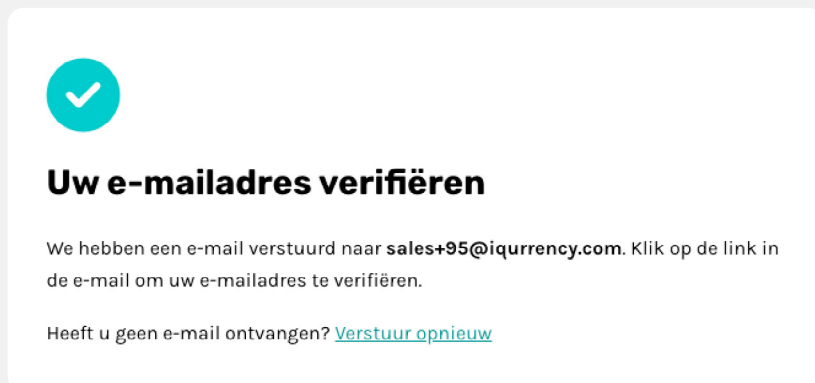 Uw e-mailadres verifiëren
We hebben een e-mail verstuurd naar sales+95@iqurrency.com. Klik op de link in
de e-mail om uw e-mailadres te verifiëren.
Heeft u geen e-mail ontvangen? Verstuur opnieuw